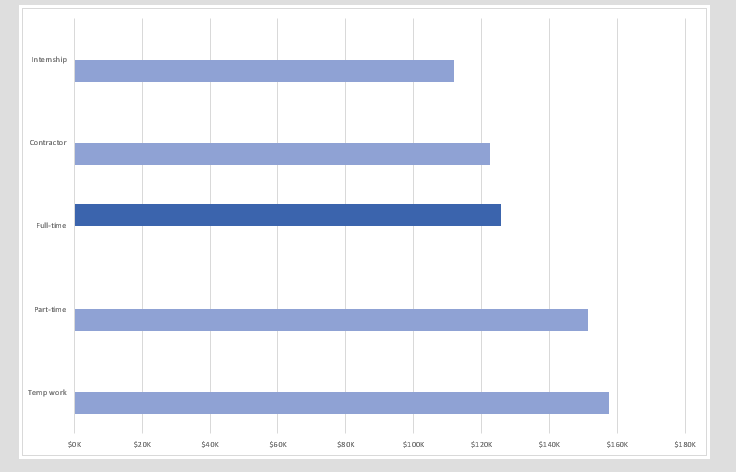 Internship
Contractor
Full-time
Part-time
Temp work
$0K $20K $40K $60K $80K $100K $120K $140K $160K $180K